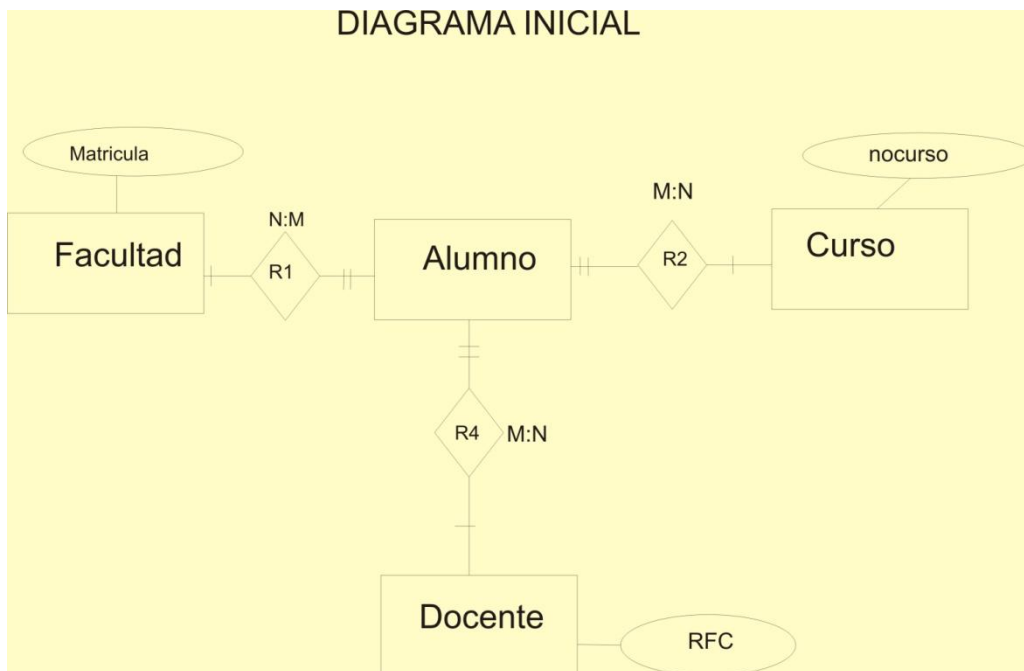 DIAGRAMA INICIAL
Matricula
nocurso
N:M
M:N
Facultad
R1
Alumno
R2
Curso
R4
M:N
Docente
RFC